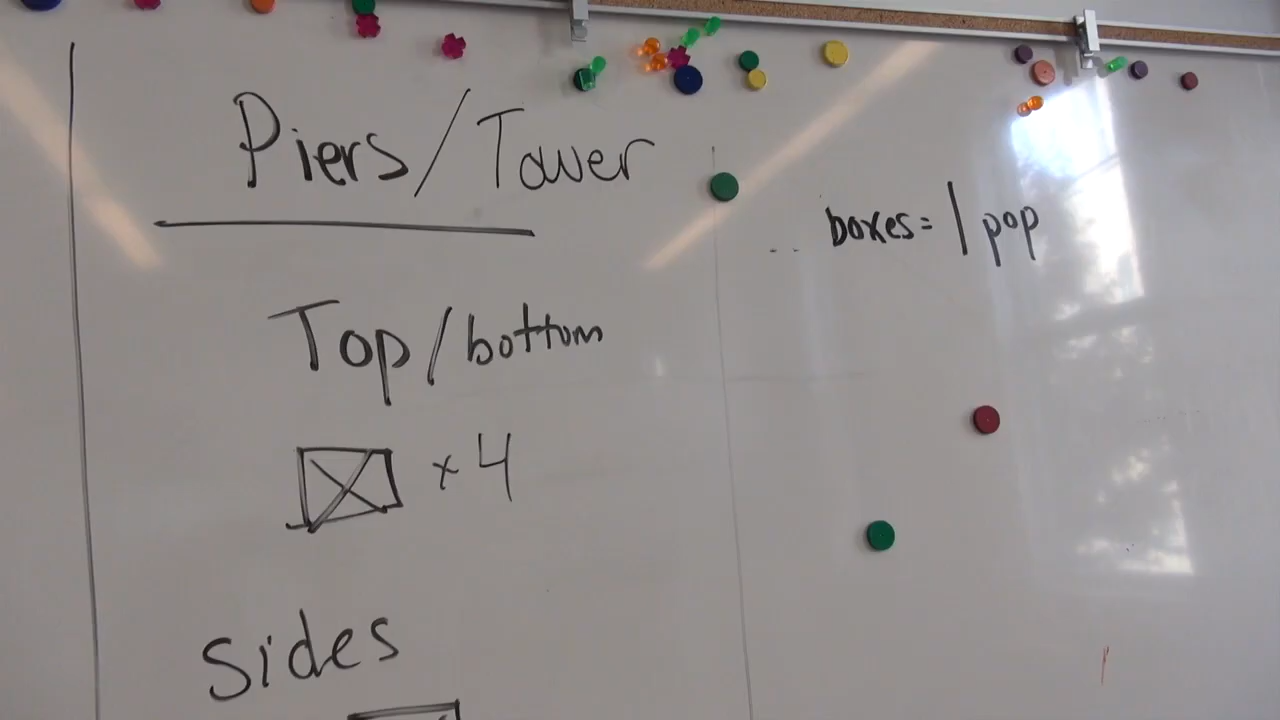 Piers/Tower
boxes = 1 pop
Top/bottom
x 4
Sides